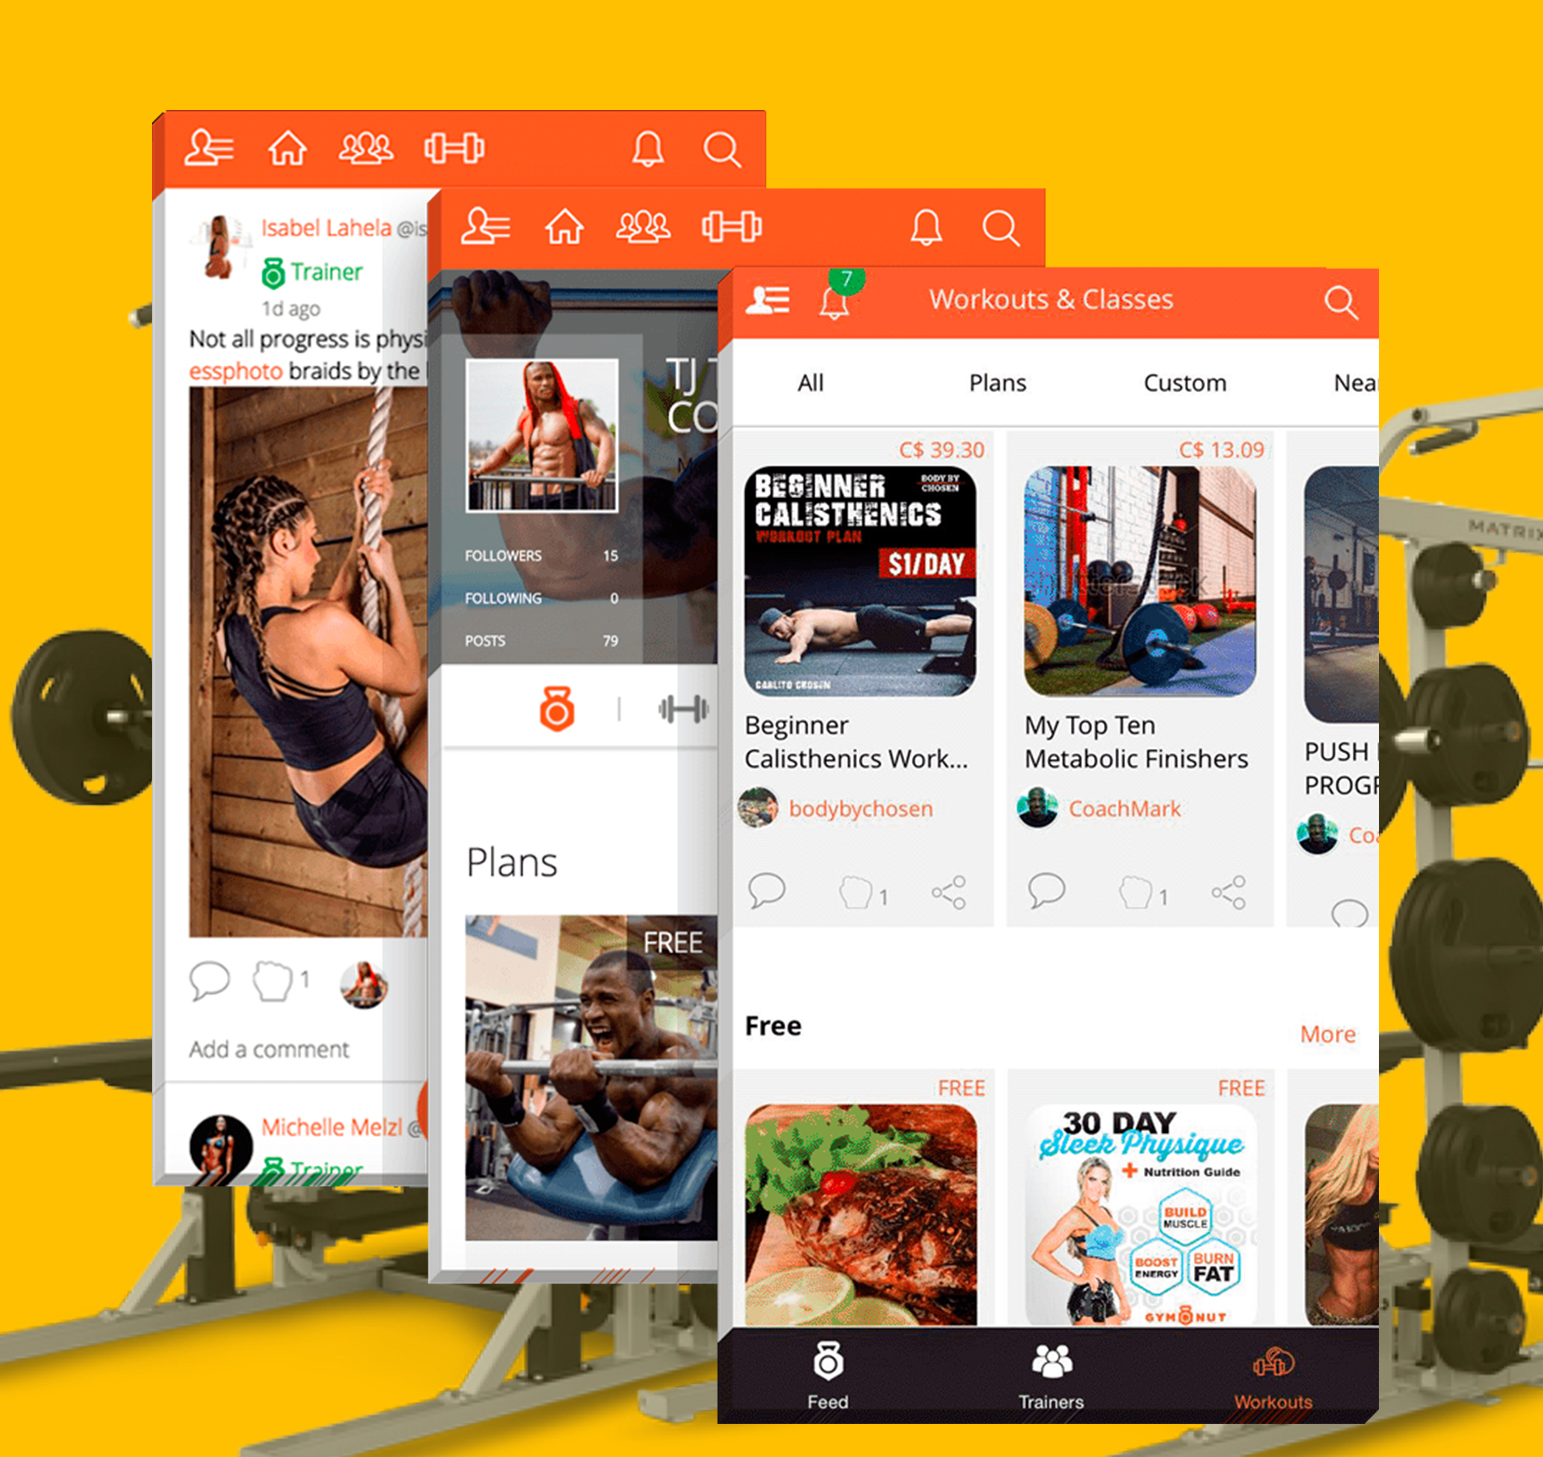 Isabel Lahela @is
Trainer
1d ago
Not all progress is physi
essphoto braids by the
1
Add a comment
Michelle Melzl @
Trainer
TJ
CO
FOLLOWERS 15
FOLLOWING 0
POSTS 79
Plans
FREE
7
Workouts & Classes
All Plans Custom Nea
C$ 39.30
BEGINNER
CALISTHENICS
WORKOUT PLAN
BODY BY
CHOSEN
$1/DAY
CARLITO CHOSEN
Beginner
Calisthenics Work...
bodybychosen
1
C$ 13.09
shutterstock
My Top Ten
Metabolic Finishers
CoachMark
1
PUSH
PROGR
Coa
Free More
FREE
FREE
30 DAY
Sleek Physique
+ Nutrition Guide
BUILD
MUSCLE
BOOST
ENERGY
BURN
FAT
GYMNUT
Feed Trainers Workouts
MATRIX